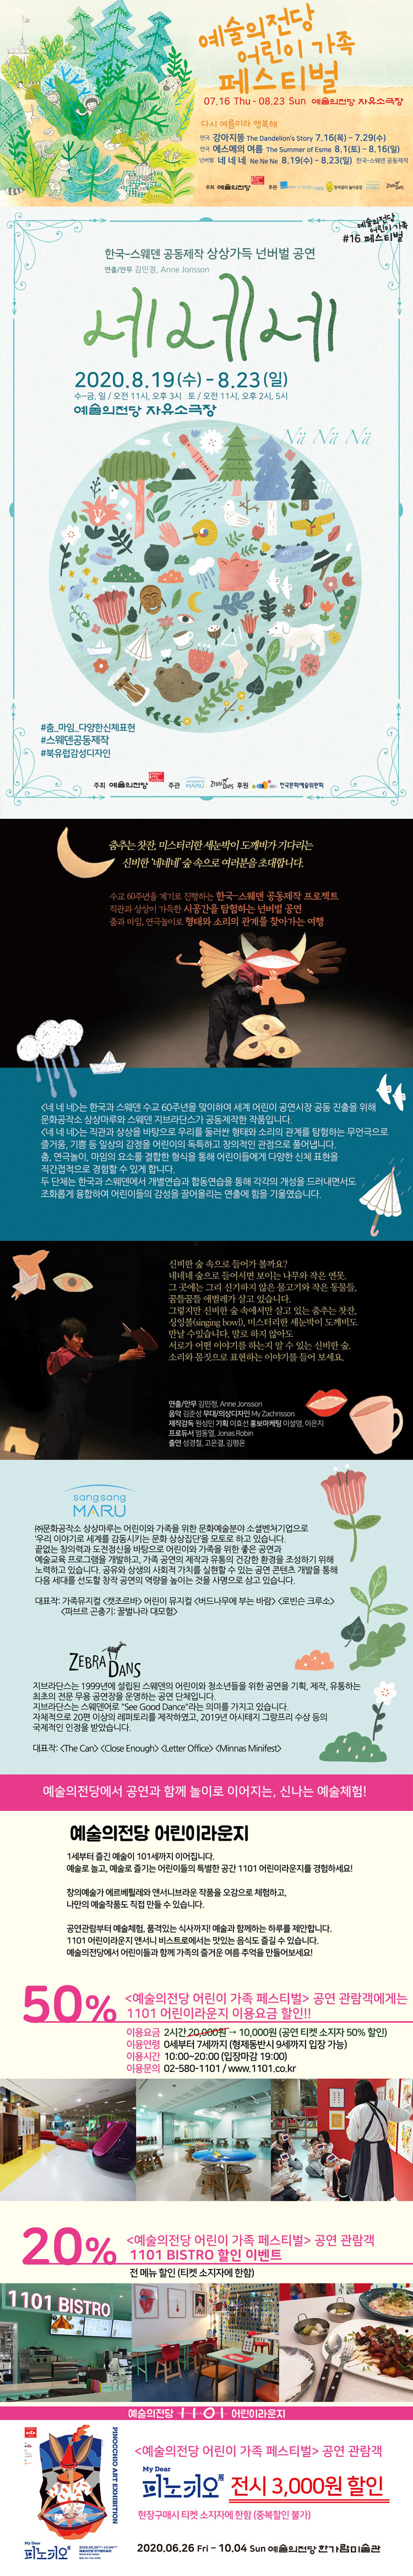 예술의전당
어린이 가족
페스티벌
07.16 Thu - 08.23 Sun 예술의전당 자유소극장
다시 여름이라 행복해
연극 강아지똥 The Dandelion's Story 7.16(목) - 7.29(수)
연극 에스메의 여름 The Summer of Esme 8.1(토) - 8.16(일)
넌버벌 네 네 네 Ne Ne Ne 8.19(수) - 8.23(일) 한국-스웨덴 공동제작
주최 예술의전당 주관
예술의전당
어린이 가족
#16 페스티벌
한국-스웨덴 공동제작 상상가득 넌버벌 공연
연출/안무 김민정, Anne Jonsson
네네네
2020.8.19(수) - 8.23(일)
수-금, 일 / 오전 11시, 오후 3시 토 / 오전 11시, 오후 2시, 5시
예술의전당 자유소극장
Nä Nä Nä
#춤_마임_다양한신체표현
#스웨덴공동제작
#북유럽감성디자인
주최 예술의전당 주관 MARU ZEBRA DANS 후원 한국문화예술위원회
춤추는 찻잔, 미스터리한 세눈박이 도깨비가 기다리는
신비한 '네네네' 숲 속으로 여러분을 초대합니다.
수교 60주년을 계기로 진행하는 한국-스웨덴 공동제작 프로젝트
직관과 상상이 가득한 시공간을 탐험하는 넌버벌 공연
춤과 마임, 연극놀이로 형태와 소리의 관계를 찾아가는 여행
<네 네 네>는 한국과 스웨덴 수교 60주년을 맞이하여 세계 어린이 공연시장 공동 진출을 위해
문화공작소 상상마루와 스웨덴 지브라단스가 공동제작한 작품입니다.
<네 네 네>는 직관과 상상을 바탕으로 우리를 둘러싼 형태와 소리의 관계를 탐험하는 무언극으로
즐거움, 기쁨 등 일상의 감정을 어린이의 독특하고 창의적인 관점으로 풀어냅니다.
춤, 연극놀이, 마임의 요소를 결합한 형식을 통해 어린이들에게 다양한 신체 표현을
직간접적으로 경험할 수 있게 합니다.
두 단체는 한국과 스웨덴에서 개별연습과 합동연습을 통해 각각의 개성을 드러내면서도
조화롭게 융합하여 어린이들의 감성을 끌어올리는 연출에 힘을 기울였습니다.
신비한 숲 속으로 들어가 볼까요?
네네네 숲으로 들어서면 보이는 나무와 작은 연못.
그 곳에는 그리 신기하지 않은 물고기와 작은 동물들,
꿈틀꿈틀 애벌레가 살고 있습니다.
그렇지만 신비한 숲 속에서만 살고 있는 춤추는 찻잔,
싱잉볼(singing bowl), 미스터리한 세눈박이 도깨비도
만날 수있습니다. 말로 하지 않아도
서로가 어떤 이야기를 하는지 알 수 있는 신비한 숲.
소리와 몸짓으로 표현하는 이야기를 들어 보세요.
연출/안무 김민정, Anne Jonsson
음악 김준성 무대/의상디자인 My Zachrisson
제작감독 원성민 기획 이효선 홍보마케팅 이설영, 이은지
프로듀서 엄동열, Jonas Robin
출연 성경철, 고은결, 김평온
sangsang
MARU
㈜문화공작소 상상마루는 어린이와 가족을 위한 문화예술분야 소셜벤처기업으로
'우리 이야기로 세계를 감동시키는 문화 상상집단'을 모토로 하고 있습니다.
끝없는 창의력과 도전정신을 바탕으로 어린이와 가족을 위한 좋은 공연과
예술교육 프로그램을 개발하고, 가족 공연의 제작과 유통의 건강한 환경을 조성하기 위해
노력하고 있습니다. 공유와 상생의 사회적 가치를 실현할 수 있는 공연 콘텐츠 개발을 통해
다음 세대를 선도할 창작 공연의 역량을 높이는 것을 사명으로 삼고 있습니다.
대표작: 가족뮤지컬 <캣조르바> 어린이 뮤지컬 <버드나무에 부는 바람> <로빈슨 크루소>
<파브르 곤충기: 꿀벌나라 대모험>
ZEBRA DANS
지브라단스는 1999년에 설립된 스웨덴의 어린이와 청소년들을 위한 공연을 기획, 제작, 유통하는
최초의 전문 무용 공연장을 운영하는 공연 단체입니다.
지브라단스는 스웨덴어로 "See Good Dance"라는 의미를 가지고 있습니다.
자체적으로 20편 이상의 레퍼토리를 제작하였고, 2019년 아시테지 그랑프리 수상 등의
국제적인 인정을 받았습니다.
대표작: <The Can> <Close Enough> <Letter Office> <Minnas Minifest>
예술의전당에서 공연과 함께 놀이로 이어지는, 신나는 예술체험!
예술의전당 어린이라운지
1세부터 즐긴 예술이 101세까지 이어집니다.
예술로 놀고, 예술로 즐기는 어린이들의 특별한 공간 1101 어린이라운지를 경험하세요!
창의예술가 에르베튈레와 앤서니브라운 작품을 오감으로 체험하고,
나만의 예술작품도 직접 만들 수 있습니다.
공연관람부터 예술체험, 품격있는 식사까지! 예술과 함께하는 하루를 제안합니다.
1101 어린이라운지 앤서니 비스트로에서는 맛있는 음식도 즐길 수 있습니다.
예술의전당에서 어린이들과 함께 가족의 즐거운 여름 추억을 만들어보세요!
50% <예술의전당 어린이 가족 페스티벌> 공연 관람객에게는
1101 어린이라운지 이용요금 할인!!
이용요금 2시간 20,000원 → 10,000원 (공연 티켓 소지자 50% 할인)
이용연령 0세부터 7세까지 (형제동반시 9세까지 입장 가능)
이용시간 10:00~20:00 (입장마감 19:00)
이용문의 02-580-1101 / www.1101.co.kr
20% <예술의전당 어린이 가족 페스티벌> 공연 관람객
1101 BISTRO 할인 이벤트
전 메뉴 할인 (티켓 소지자에 한함)
1101 BISTRO
예술의전당 1101 어린이라운지
PINOCCHIO ART EXHIBITION
My Dear
피노키오展
<예술의전당 어린이 가족 페스티벌> 공연 관람객
My Dear
피노키오展 전시 3,000원 할인
현장구매시 티켓 소지자에 한함 (중복할인 불가)
2020.06.26 Fri - 10.04 Sun 예술의전당 한가람미술관